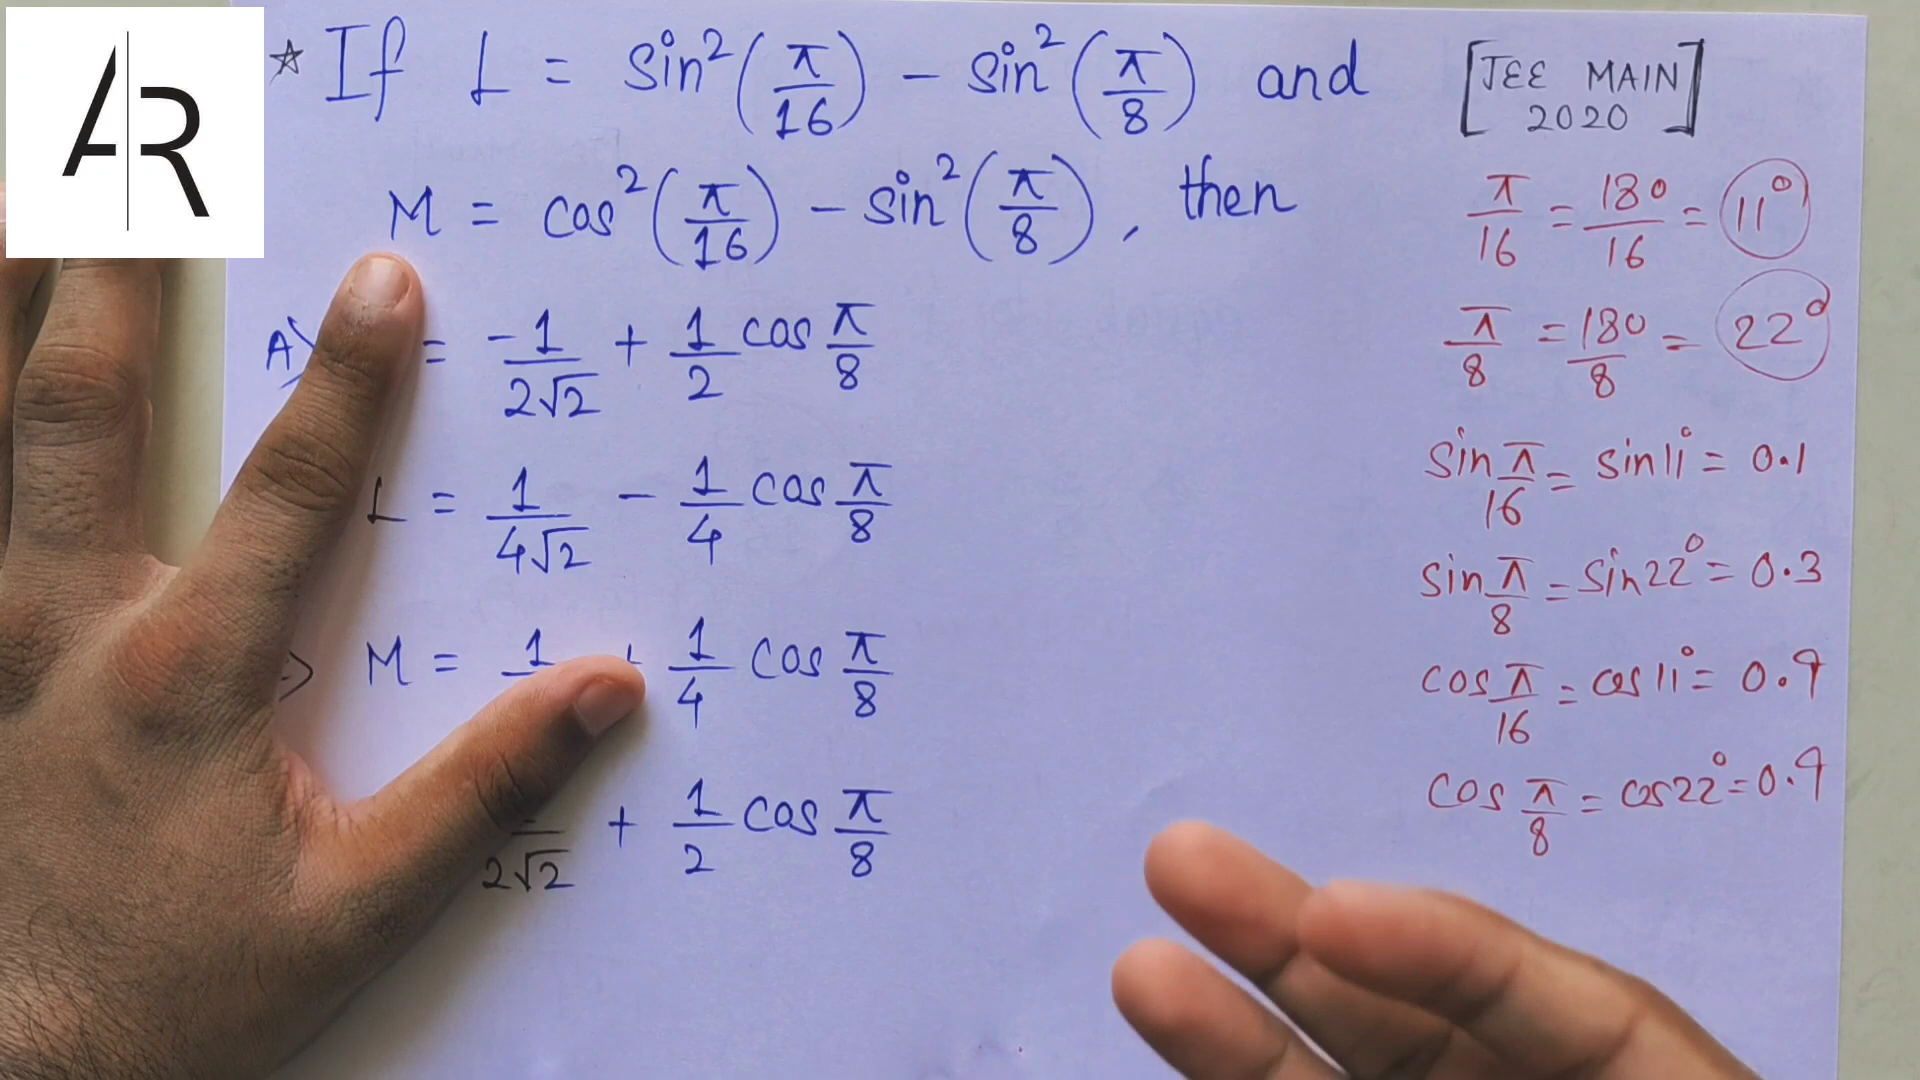 AR
* If L = sin²(π/16) - sin²(π/8) and
[JEE MAIN
2020]
M = cos²(π/16) - sin²(π/8), then
A) = -1/2√2 + 1/2 cos π/8
L = 1/4√2 - 1/4 cos π/8
M = 1 + 1/4 cos π/8
2√2 + 1/2 cos π/8
π/16 = 180/16 = 11°
π/8 = 180/8 = 22°
sin π/16 = sin 11° = 0.1
sin π/8 = sin 22° = 0.3
cos π/16 = cos 11° = 0.9
cos π/8 = cos 22° = 0.9